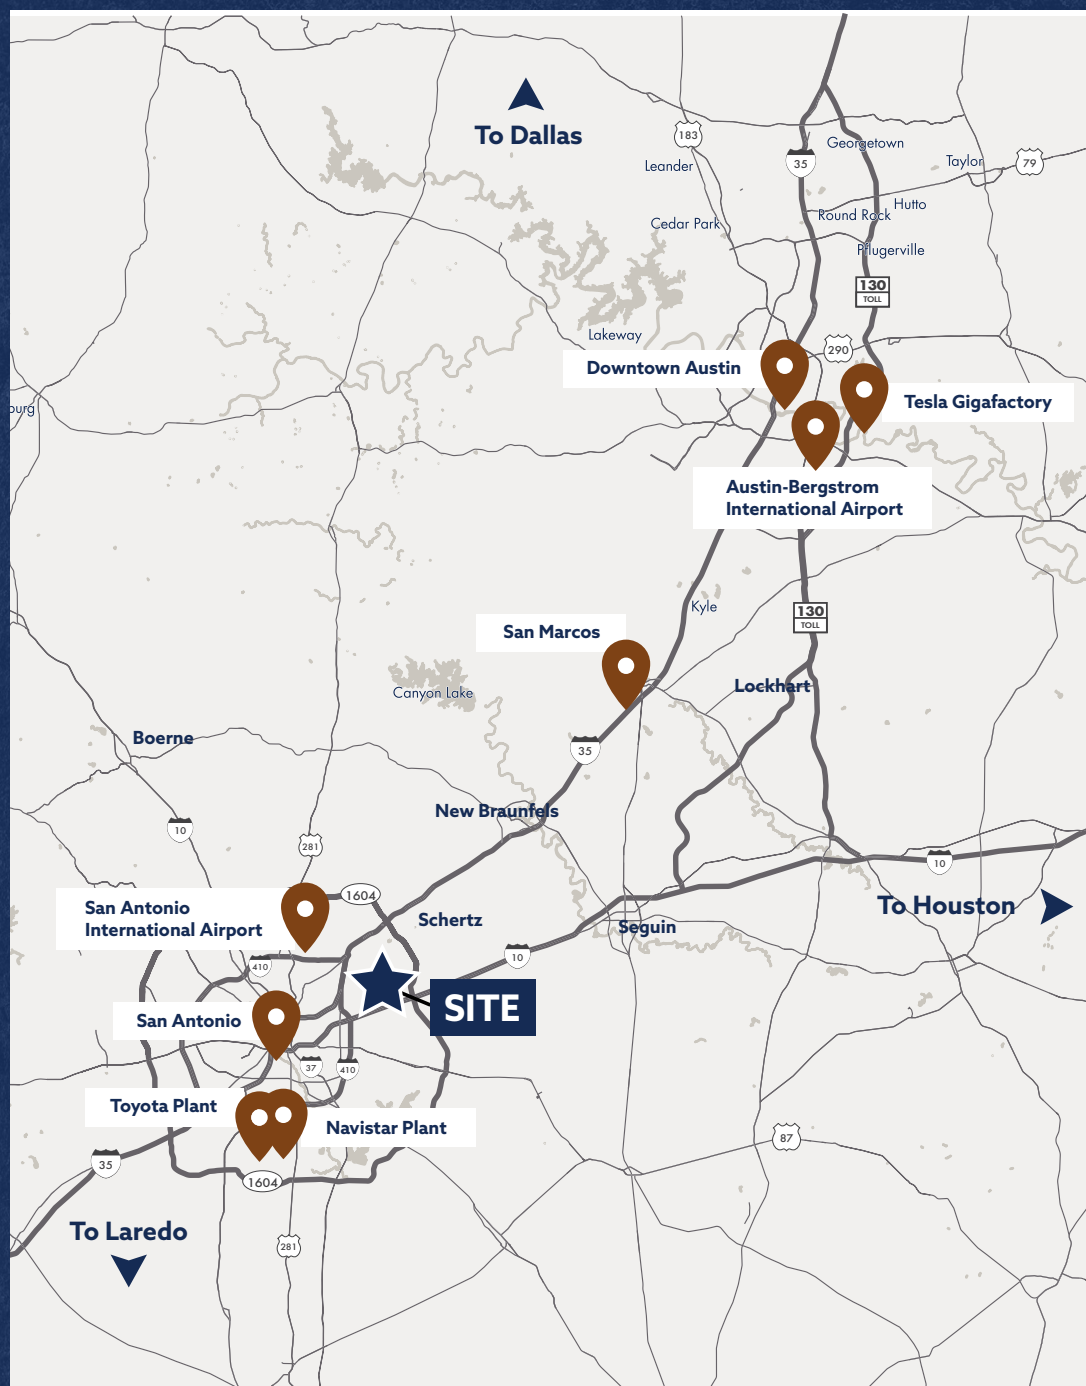 To Dallas
183
35
Georgetown
Leander
Taylor
79
Hutto
Round Rock
Cedar Park
Pflugerville
130
TOLL
Lakeway
290
Downtown Austin
Tesla Gigafactory
burg
Austin-Bergstrom
International Airport
Kyle
130
TOLL
San Marcos
Lockhart
Canyon Lake
Boerne
35
New Braunfels
10
281
10
1604
San Antonio
International Airport
Schertz
To Houston
Seguin
10
410
SITE
San Antonio
37
410
Toyota Plant
Navistar Plant
87
35
1604
To Laredo
281